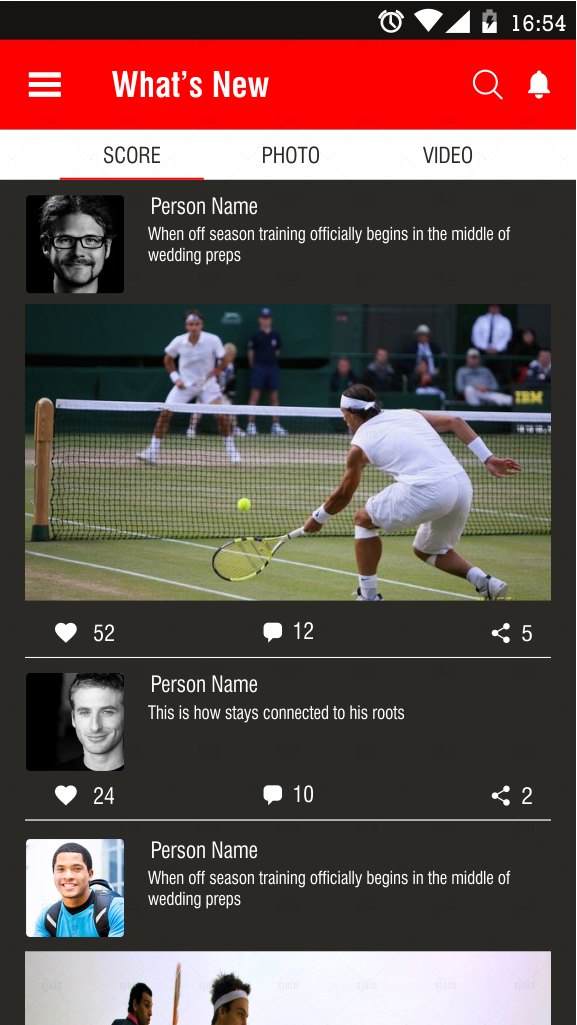 16:54
What's New
SCORE PHOTO VIDEO
Person Name
When off season training officially begins in the middle of
wedding preps
IBM
52 12 5
Person Name
This is how stays connected to his roots
24 10 2
Person Name
When off season training officially begins in the middle of
wedding preps